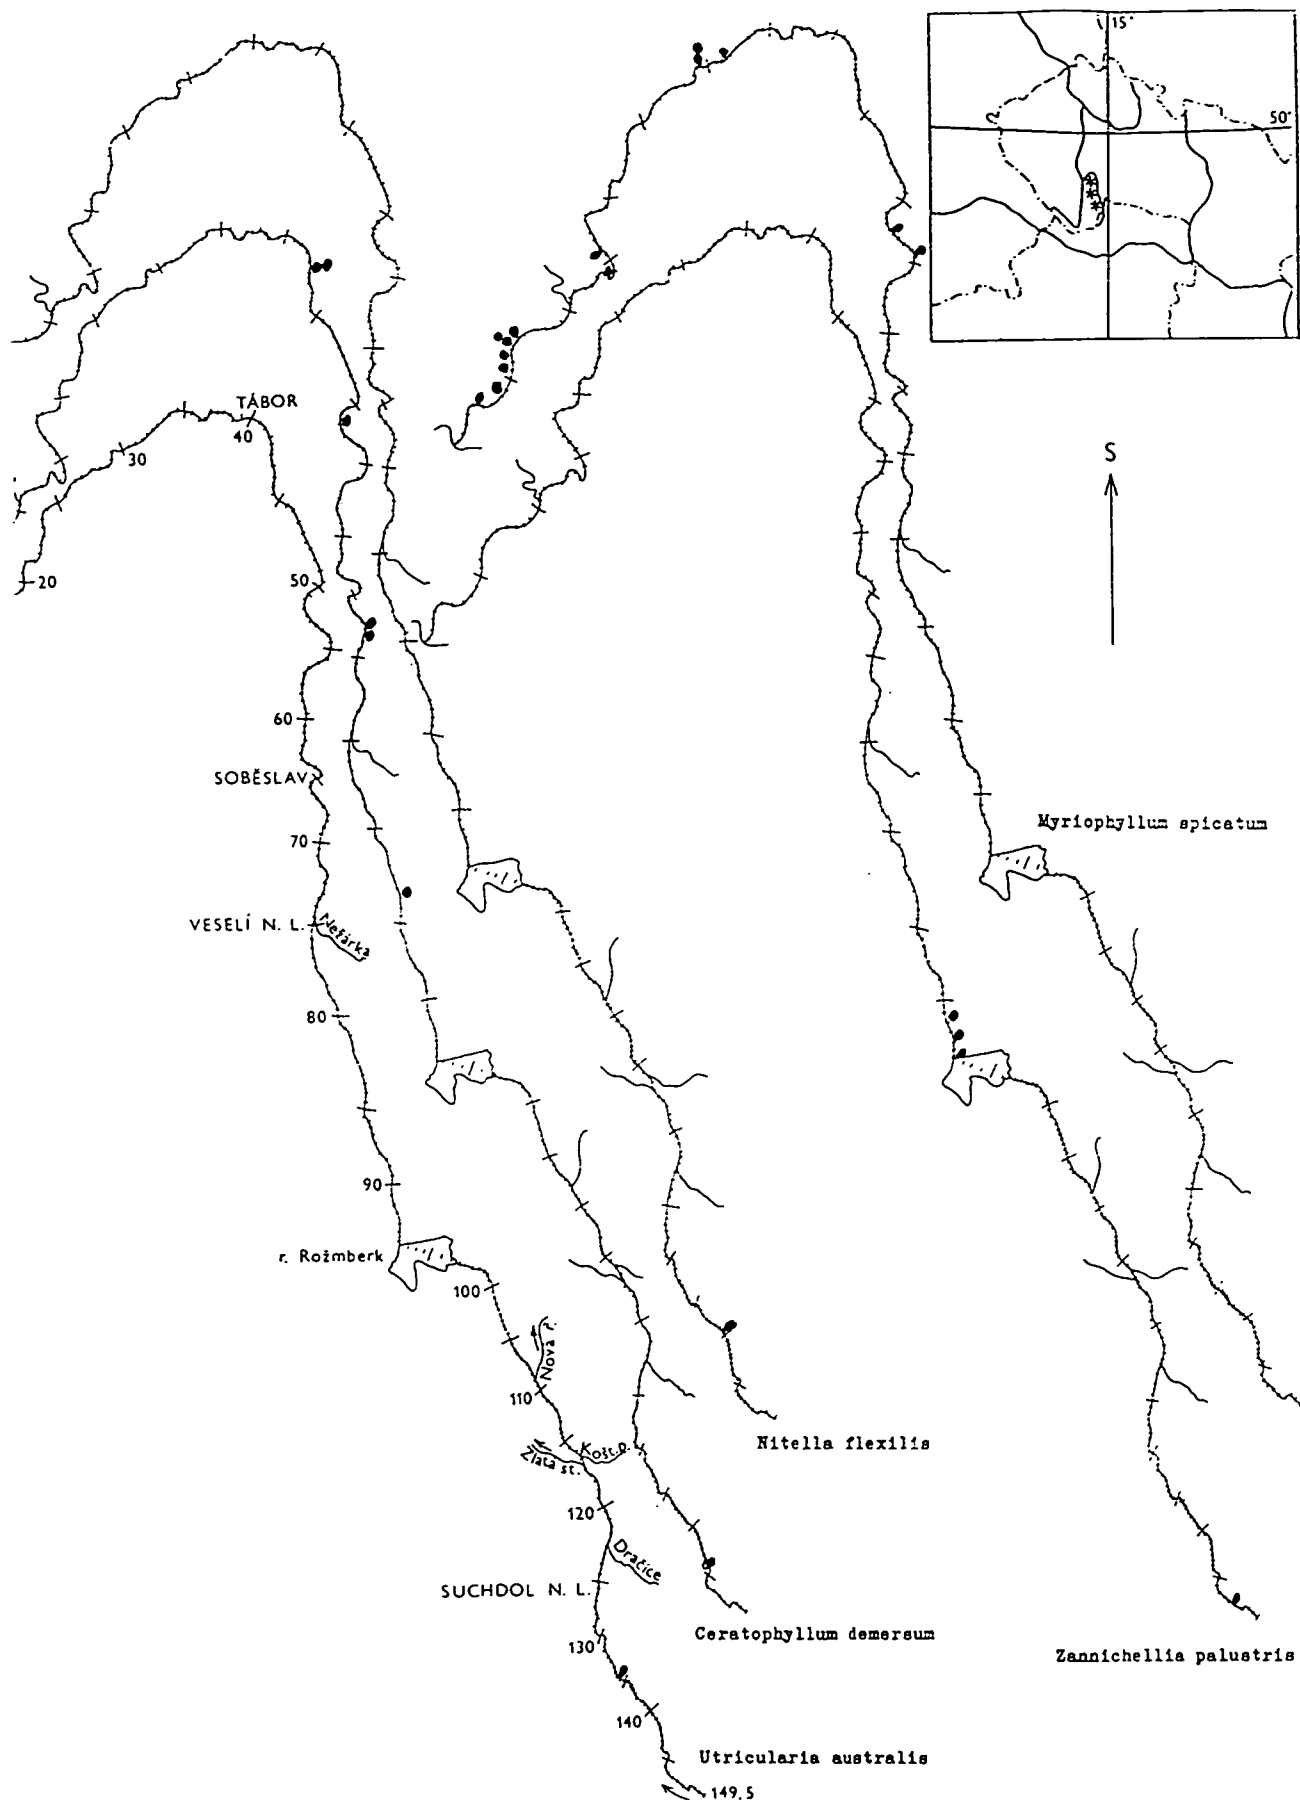 15°
50°
TÁBOR
40
30
20
50
S
60
SOBĚSLAV
70
Myriophyllum spicatum
VESELÍ N. L.
Nežárka
80
90
r. Rožmberk
100
Nová ř.
110
Nitella flexilis
Košt.p.
Zlatá st.
120
Dračice
SUCHDOL N. L.
130
Ceratophyllum demersum
Zannichellia palustris
140
Utricularia australis
149,5